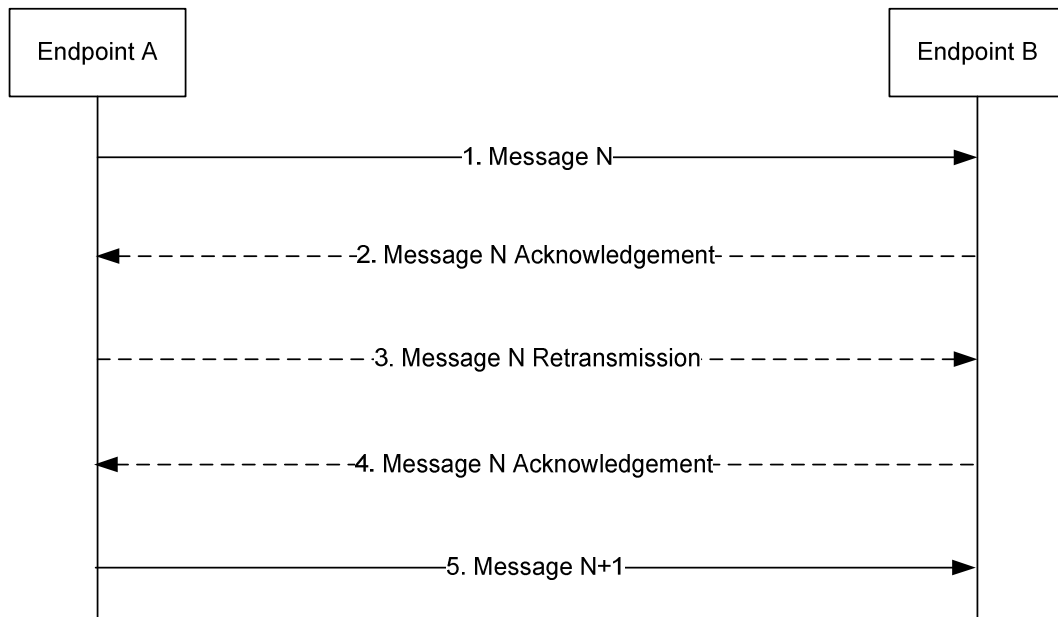 Endpoint A
Endpoint B
1. Message N
2. Message N Acknowledgement
3. Message N Retransmission
4. Message N Acknowledgement
5. Message N+1